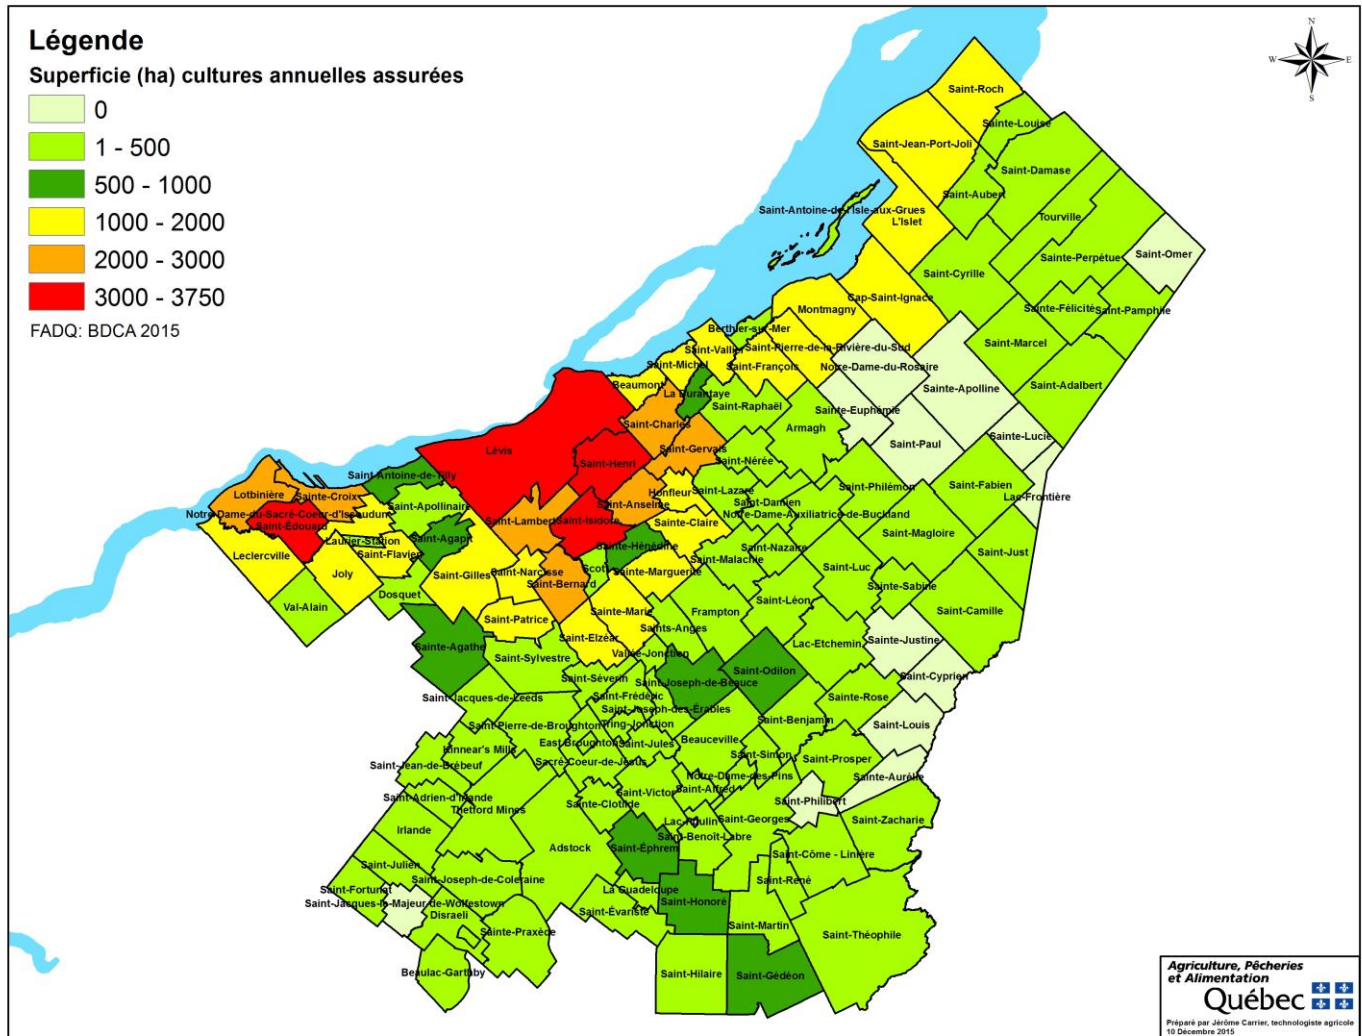 Légende
Superficie (ha) cultures annuelles assurées
0
1 - 500
500 - 1000
1000 - 2000
2000 - 3000
3000 - 3750
FADQ: BDCA 2015
N
W
E
S
Saint-Roch
Sainte-Louise
Saint-Jean-Port-Joli
Saint-Damase
Saint-Aubert
Saint-Antoine-de-l'Isle-aux-Grues
L'Islet
Tourville
Saint-Omer
Sainte-Perpétue
Saint-Cyrille
Cap-Saint-Ignace
Montmagny
Sainte-Félicité
Saint-Pamphile
Berthier-sur-Mer
Saint-Marcel
Saint-Vallier
Saint-Pierre-de-la-Rivière-du-Sud
Saint-Michel
Saint-François
Notre-Dame-du-Rosaire
Beaumont
Sainte-Apolline
Saint-Adalbert
La Durantaye
Saint-Raphaël
Sainte-Euphémie
Saint-Charles
Armagh
Saint-Paul
Sainte-Lucie
Lévis
Saint-Gervais
Saint-Henri
Saint-Nérée
Saint-Antoine-de-Tilly
Saint-Philémon
Saint-Fabien
Lotbinière
Sainte-Croix
Saint-Anselme
Honfleur
Saint-Lazare
Lac-Frontière
Saint-Apollinaire
Saint-Damien
Notre-Dame-du-Sacré-Coeur-d'Issoudun
Notre-Dame-Auxiliatrice-de-Buckland
Saint-Édouard
Saint-Lambert
Saint-Isidore
Sainte-Claire
Saint-Magloire
Laurier-Station
Saint-Agapit
Sainte-Hénédine
Saint-Nazaire
Saint-Just
Leclercville
Saint-Flavien
Saint-Malachie
Joly
Saint-Gilles
Saint-Narcisse
Scott
Sainte-Marguerite
Saint-Luc
Saint-Bernard
Sainte-Sabine
Val-Alain
Dosquet
Saint-Léon
Sainte-Marie
Frampton
Saint-Camille
Saint-Patrice
Saints-Anges
Saint-Elzéar
Lac-Etchemin
Sainte-Justine
Sainte-Agathe
Saint-Sylvestre
Vallée-Jonction
Saint-Odilon
Saint-Cyprien
Saint-Séverin
Saint-Joseph-de-Beauce
Saint-Jacques-de-Leeds
Saint-Frédéric
Sainte-Rose
Saint-Joseph-des-Érables
Saint-Benjamin
Saint-Louis
Saint-Pierre-de-Broughton
Tring-Jonction
Beauceville
East Broughton
Saint-Jules
Kinnear's Mills
Saint-Simon
Saint-Prosper
Saint-Jean-de-Brébeuf
Sacré-Coeur-de-Jésus
Notre-Dame-des-Pins
Sainte-Aurélie
Saint-Victor
Saint-Alfred
Saint-Adrien-d'Irlande
Sainte-Clotilde
Saint-Philibert
Thetford Mines
Lac-Poulin
Saint-Georges
Saint-Zacharie
Irlande
Saint-Benoît-Labre
Adstock
Saint-Éphrem
Saint-Côme - Linière
Saint-Julien
Saint-Joseph-de-Coleraine
Saint-René
Saint-Fortunat
La Guadeloupe
Saint-Jacques-le-Majeur-de-Wolfestown
Saint-Honoré
Disraeli
Saint-Évariste
Saint-Martin
Sainte-Praxède
Saint-Théophile
Beaulac-Garthby
Saint-Hilaire
Saint-Gédéon
Agriculture, Pêcheries
et Alimentation
Québec
Préparé par Jérôme Carrier, technologiste agricole
10 Décembre 2015